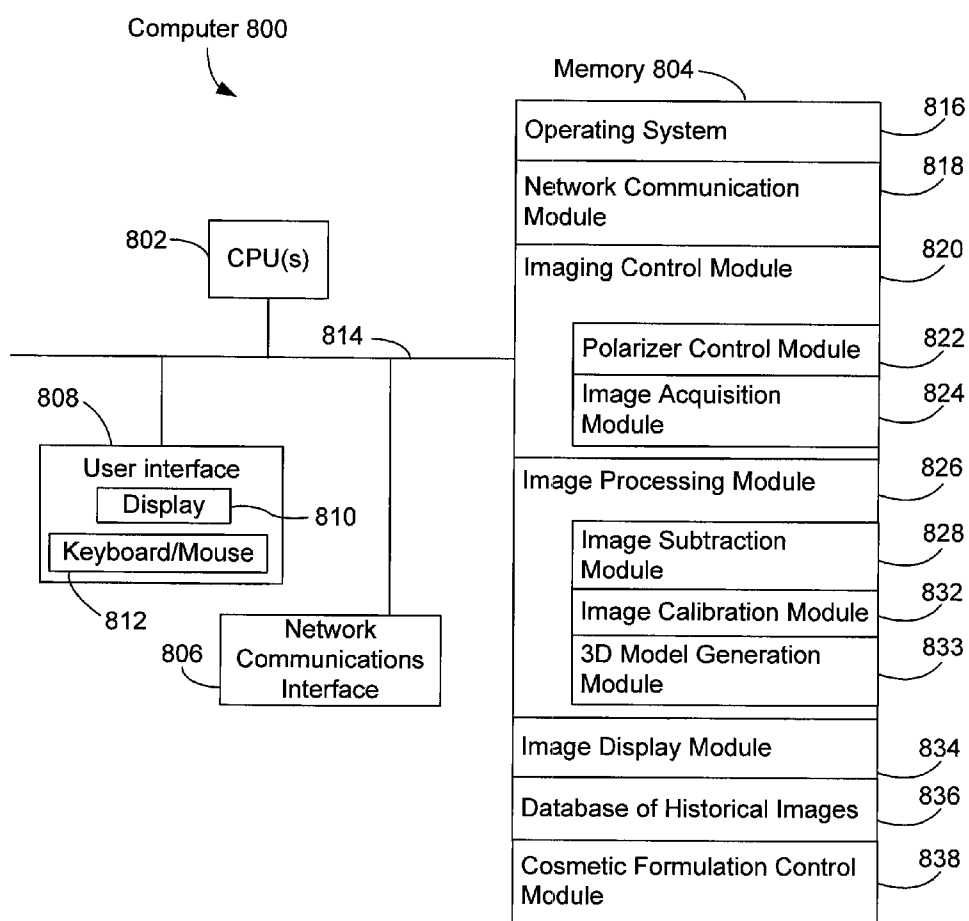 Computer 800
Memory 804
816
Operating System
818
Network Communication
Module
802
CPU(s)
820
Imaging Control Module
814
822
Polarizer Control Module
824
Image Acquisition
Module
808
User interface
Display
810
Keyboard/Mouse
812
826
Image Processing Module
828
Image Subtraction
Module
832
Image Calibration Module
833
3D Model Generation
Module
806
Network
Communications
Interface
834
Image Display Module
836
Database of Historical Images
838
Cosmetic Formulation Control
Module